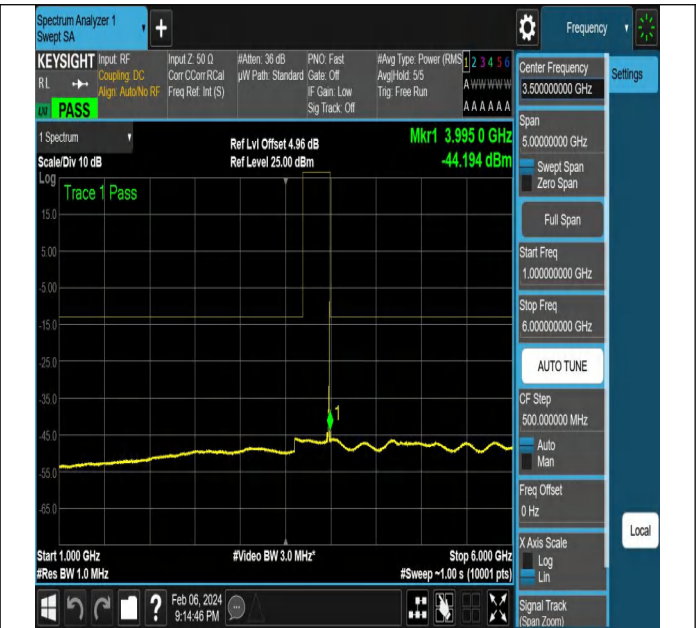 Spectrum Analyzer 1
Swept SA
Frequency
KEYSIGHT
RL
PASS
Input: RF
Coupling: DC
Align: Auto/No RF
Input Z: 50 Ω
Corr CCorr RCal
Freq Ref: Int (S)
#Atten: 36 dB
µW Path: Standard
PNO: Fast
Gate: Off
IF Gain: Low
Sig Track: Off
#Avg Type: Power (RMS
Avg|Hold: 5/5
Trig: Free Run
1 2 3 4 5 6
A W W W W W
A A A A A A
1 Spectrum
Scale/Div 10 dB
Ref Lvl Offset 4.96 dB
Ref Level 25.00 dBm
Mkr1 3.995 0 GHz
-44.194 dBm
Log
Trace 1 Pass
15.0
5.00
-5.00
-15.0
-25.0
-35.0
-45.0
-55.0
-65.0
1
Start 1.000 GHz
#Res BW 1.0 MHz
#Video BW 3.0 MHz*
Stop 6.000 GHz
#Sweep ~1.00 s (10001 pts)
Feb 06, 2024
9:14:46 PM
Center Frequency
3.500000000 GHz
Settings
Span
5.00000000 GHz
Swept Span
Zero Span
Full Span
Start Freq
1.000000000 GHz
Stop Freq
6.000000000 GHz
AUTO TUNE
CF Step
500.000000 MHz
Auto
Man
Freq Offset
0 Hz
X Axis Scale
Log
Lin
Local
Signal Track
(Span Zoom)